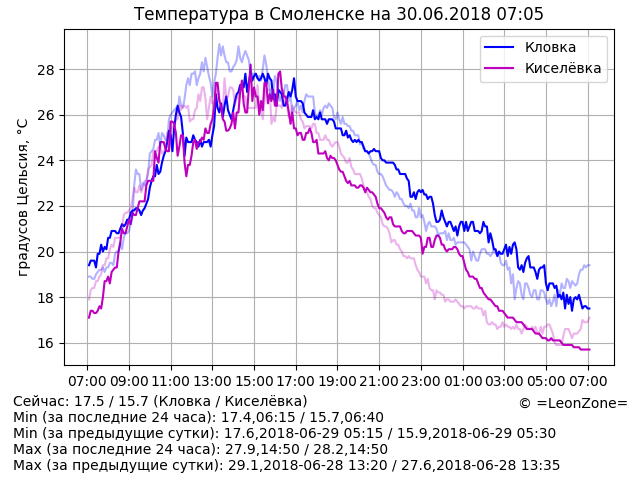 Температура в Смоленске на 30.06.2018 07:05
Кловка
Киселёвка
градусов Цельсия, °C
28
26
24
22
20
18
16
07:00 09:00 11:00 13:00 15:00 17:00 19:00 21:00 23:00 01:00 03:00 05:00 07:00
Сейчас: 17.5 / 15.7 (Кловка / Киселёвка)
© =LeonZone=
Min (за последние 24 часа): 17.4,06:15 / 15.7,06:40
Min (за предыдущие сутки): 17.6,2018-06-29 05:15 / 15.9,2018-06-29 05:30
Max (за последние 24 часа): 27.9,14:50 / 28.2,14:50
Max (за предыдущие сутки): 29.1,2018-06-28 13:20 / 27.6,2018-06-28 13:35